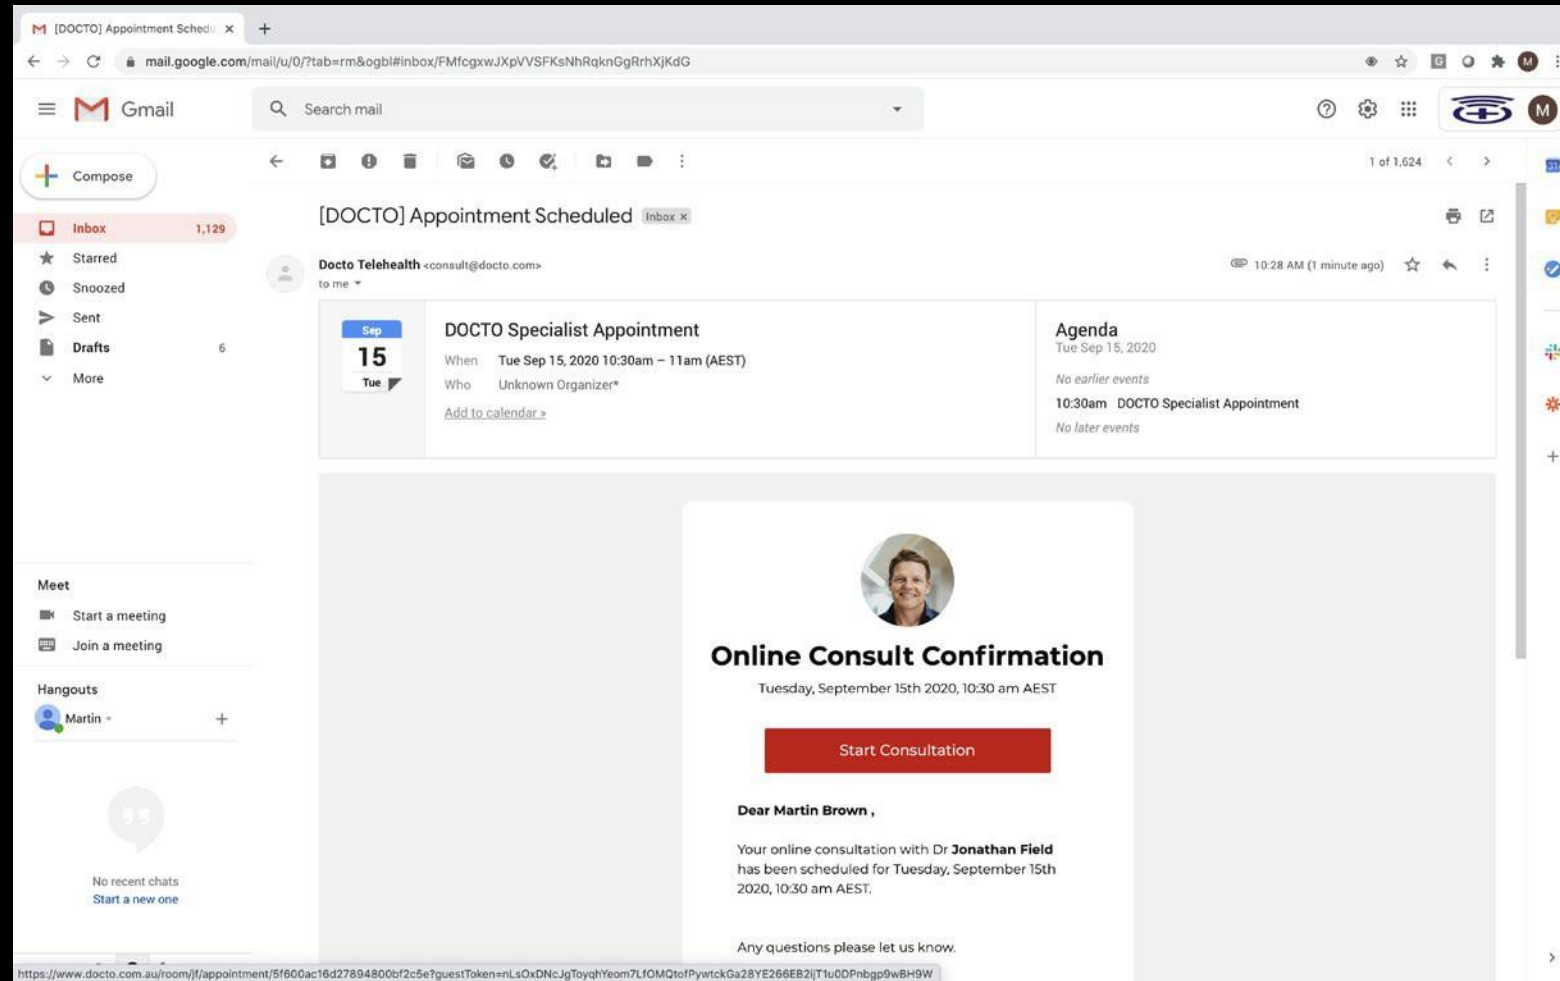 [DOCTO] Appointment Schedu
mail.google.com/mail/u/0/?tab=rm&ogbl#inbox/FMfcgxwJXpVVSFKsNhRqknGgRrhXjKdG
M
Gmail
Search mail
M
Compose
1 of 1,624
[DOCTO] Appointment Scheduled Inbox x
Inbox 1,129
Starred
Snoozed
Sent
Drafts 6
More
Docto Telehealth <consult@docto.com>
10:28 AM (1 minute ago)
to me
Sep
15
Tue
DOCTO Specialist Appointment
When Tue Sep 15, 2020 10:30am – 11am (AEST)
Who Unknown Organizer*
Add to calendar »
Agenda
Tue Sep 15, 2020
No earlier events
10:30am DOCTO Specialist Appointment
No later events
Meet
Start a meeting
Join a meeting
Hangouts
Martin
No recent chats
Start a new one
Online Consult Confirmation
Tuesday, September 15th 2020, 10:30 am AEST
Start Consultation
Dear Martin Brown ,
Your online consultation with Dr Jonathan Field
has been scheduled for Tuesday, September 15th
2020, 10:30 am AEST.
Any questions please let us know.
https://www.docto.com.au/room/jf/appointment/5f600ac16d27894800bf2c5e?guestToken=nLsOxDNcJgToyqhYeom7LfOMQtofPywtckGa28YE266EB2ijT1u0DPnbgp9wBH9W